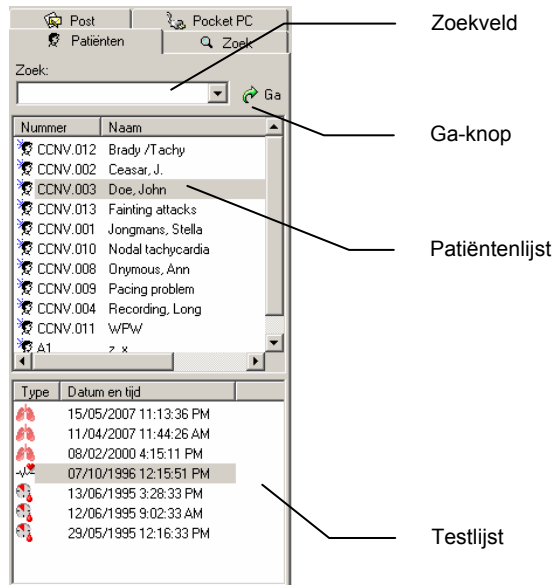 Post Pocket PC
Patiënten Zoek
Zoek:
Ga
Nummer Naam
CCNV.012 Brady /Tachy
CCNV.002 Ceasar, J.
CCNV.003 Doe, John
CCNV.013 Fainting attacks
CCNV.001 Jongmans, Stella
CCNV.010 Nodal tachycardia
CCNV.008 Onymous, Ann
CCNV.009 Pacing problem
CCNV.004 Recording, Long
CCNV.011 WPW
A1 z, x
Type Datum en tijd
15/05/2007 11:13:36 PM
11/04/2007 11:44:26 AM
08/02/2000 4:15:11 PM
07/10/1996 12:15:51 PM
13/06/1995 3:28:33 PM
12/06/1995 9:02:33 AM
29/05/1995 12:16:33 PM
Zoekveld
Ga-knop
Patiëntenlijst
Testlijst